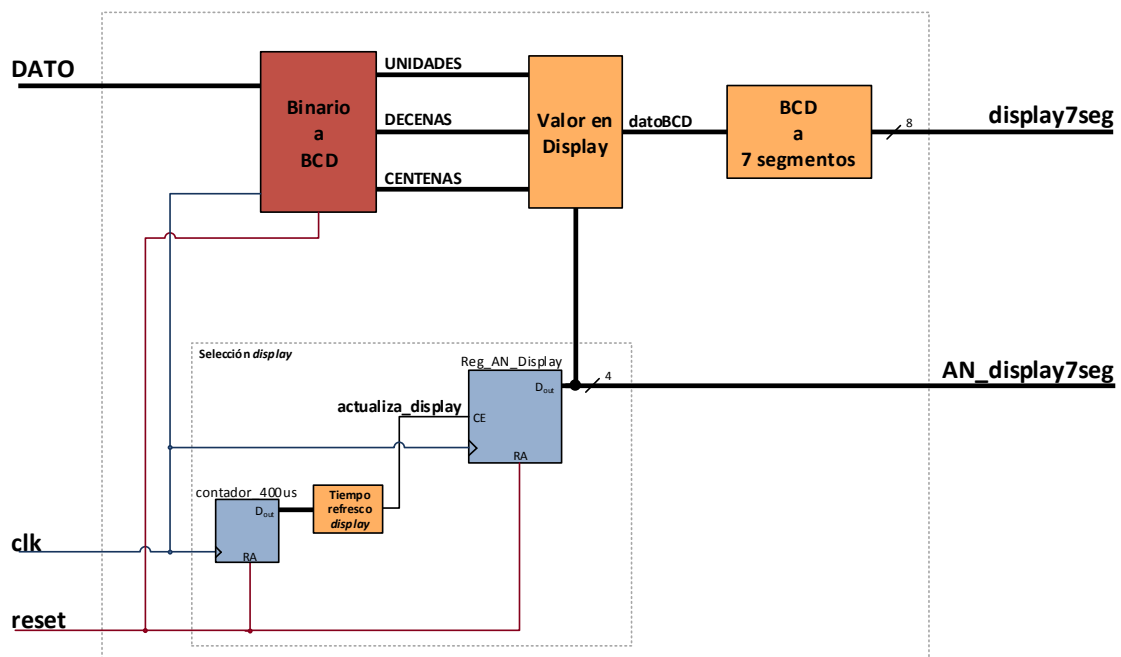 DATO
Binario
a
BCD
UNIDADES
DECENAS
CENTENAS
Valor en
Display
datoBCD
BCD
a
7 segmentos
8
display7seg
Selección display
Reg_AN_Display
Dout
CE
RA
4
AN_display7seg
actualiza_display
contador_400us
Dout
RA
Tiempo
refresco
display
clk
reset